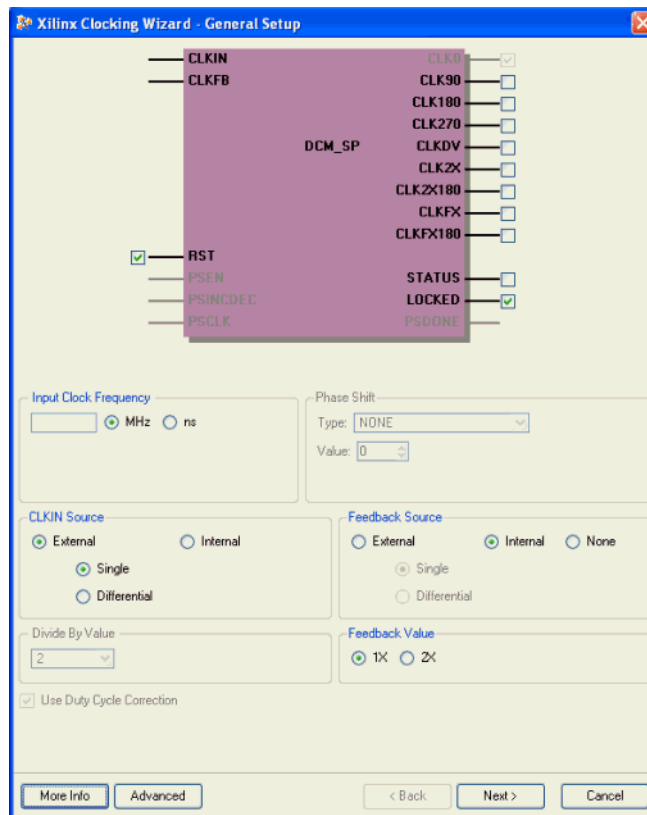 Xilinx Clocking Wizard - General Setup
CLKIN CLK0
CLKFB CLK90
CLK180
CLK270
DCM_SP CLKDV
CLK2X
CLK2X180
CLKFX
CLKFX180
RST
PSEN STATUS
PSINCDEC LOCKED
PSCLK PSDONE
Input Clock Frequency
MHz ns
Phase Shift
Type: NONE
Value: 0
CLKIN Source
External Internal
Single
Differential
Feedback Source
External Internal None
Single
Differential
Divide By Value
2
Feedback Value
1X 2X
Use Duty Cycle Correction
More Info Advanced < Back Next > Cancel